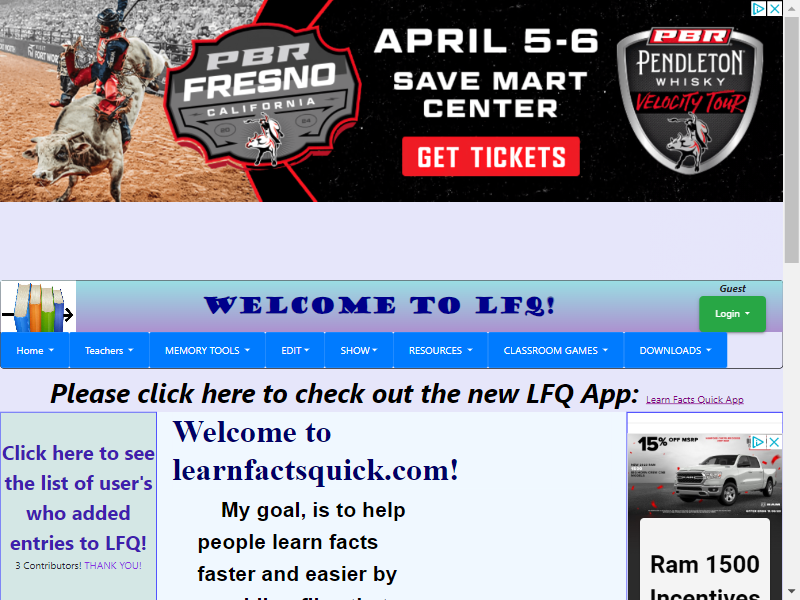 PBR
FRESNO
CALIFORNIA
APRIL 5-6
SAVE MART
CENTER
GET TICKETS
PBR
PENDLETON
WHISKY
VELOCITY TOUR
Guest
WELCOME TO LFQ!
Login
Home
Teachers
MEMORY TOOLS
EDIT
SHOW
RESOURCES
CLASSROOM GAMES
DOWNLOADS
Please click here to check out the new LFQ App: Learn Facts Quick App
Click here to see
the list of user's
who added
entries to LFQ!
3 Contributors! THANK YOU!
Welcome to
learnfactsquick.com!
My goal, is to help
people learn facts
faster and easier by
15% OFF MSRP
RAM
Ram 1500
Incentives